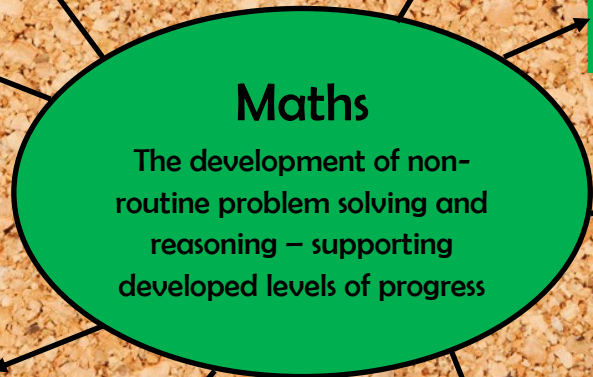 Maths
The development of non-
routine problem solving and
reasoning – supporting
developed levels of progress